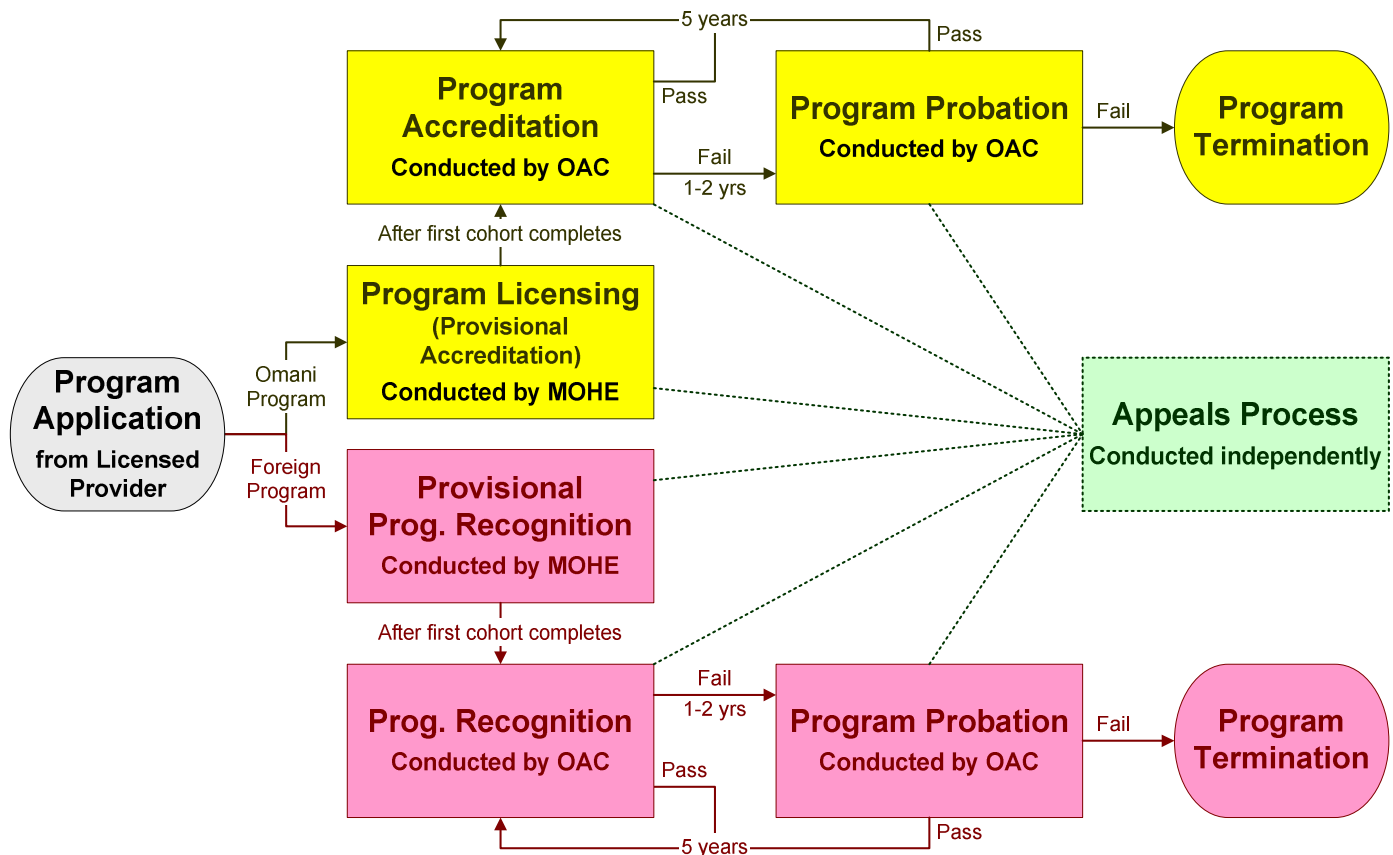 5 years
Pass
Program
Accreditation
Conducted by OAC
Pass
Fail
1-2 yrs
Program Probation
Conducted by OAC
Fail
Program
Termination
After first cohort completes
Program Licensing
(Provisional
Accreditation)
Conducted by MOHE
Program
Application
from Licensed
Provider
Omani
Program
Foreign
Program
Appeals Process
Conducted independently
Provisional
Prog. Recognition
Conducted by MOHE
After first cohort completes
Prog. Recognition
Conducted by OAC
Fail
1-2 yrs
Pass
Program Probation
Conducted by OAC
Fail
Program
Termination
Pass
5 years